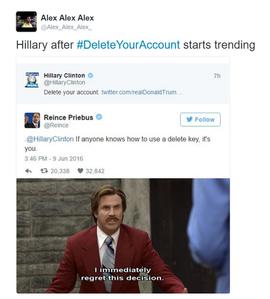 Alex Alex Alex
@Alex_Alex_Alex_
Hillary after #DeleteYourAccount starts trending
Hillary Clinton
7h
@HillaryClinton
Delete your account twitter.com/realDonaldTrum...
Reince Priebus
@Reince
Follow
.@HillaryClinton If anyone knows how to use a delete key, it's
you.
3:46 PM - 9 Jun 2016
20,338 32,842
I immediately
regret this decision.